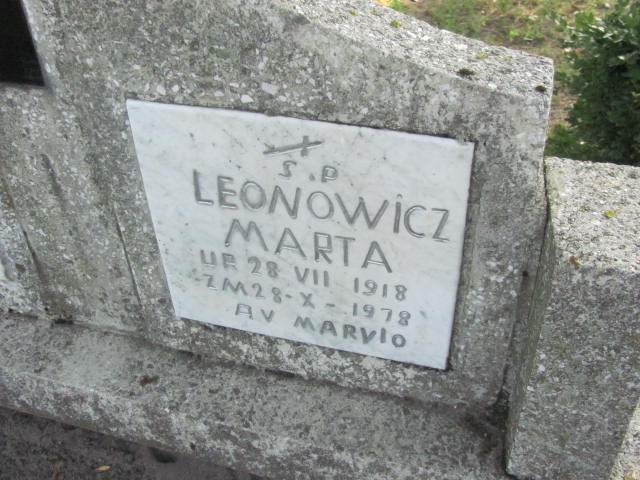 S.P
LEONOWICZ
MARTA
UR 28 VII 1918
ZM 28-X-1978
AV MARVIO